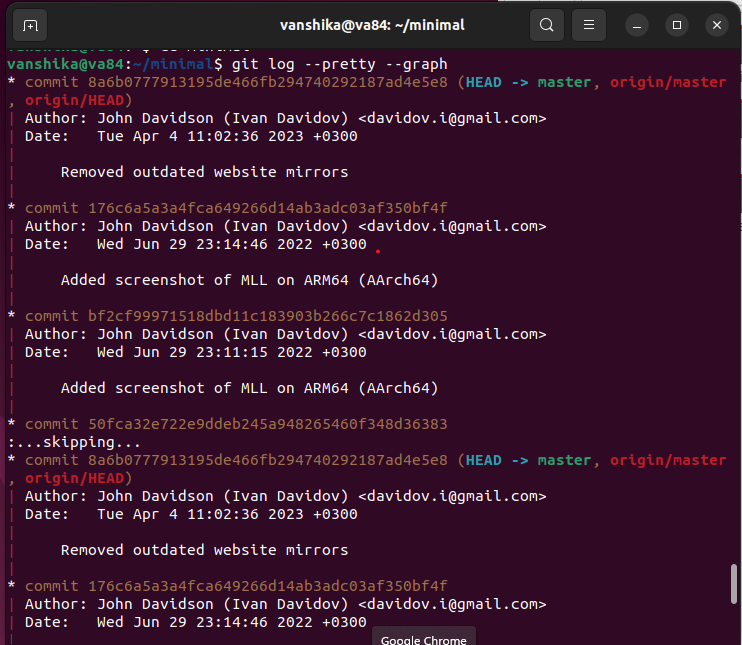 vanshika@va84: ~/minimal
vanshika@va84:~/minimal$ git log --pretty --graph
* commit 8a6b0777913195de466fb294740292187ad4e5e8 (HEAD -> master, origin/master
, origin/HEAD)
| Author: John Davidson (Ivan Davidov) <davidov.i@gmail.com>
| Date:   Tue Apr 4 11:02:36 2023 +0300
|
|     Removed outdated website mirrors
|
* commit 176c6a5a3a4fca649266d14ab3adc03af350bf4f
| Author: John Davidson (Ivan Davidov) <davidov.i@gmail.com>
| Date:   Wed Jun 29 23:14:46 2022 +0300
|
|     Added screenshot of MLL on ARM64 (AArch64)
|
* commit bf2cf99971518dbd11c183903b266c7c1862d305
| Author: John Davidson (Ivan Davidov) <davidov.i@gmail.com>
| Date:   Wed Jun 29 23:11:15 2022 +0300
|
|     Added screenshot of MLL on ARM64 (AArch64)
|
* commit 50fca32e722e9ddeb245a948265460f348d36383
:...skipping...
* commit 8a6b0777913195de466fb294740292187ad4e5e8 (HEAD -> master, origin/master
, origin/HEAD)
| Author: John Davidson (Ivan Davidov) <davidov.i@gmail.com>
| Date:   Tue Apr 4 11:02:36 2023 +0300
|
|     Removed outdated website mirrors
|
* commit 176c6a5a3a4fca649266d14ab3adc03af350bf4f
| Author: John Davidson (Ivan Davidov) <davidov.i@gmail.com>
| Date:   Wed Jun 29 23:14:46 2022 +0300
|
Google Chrome